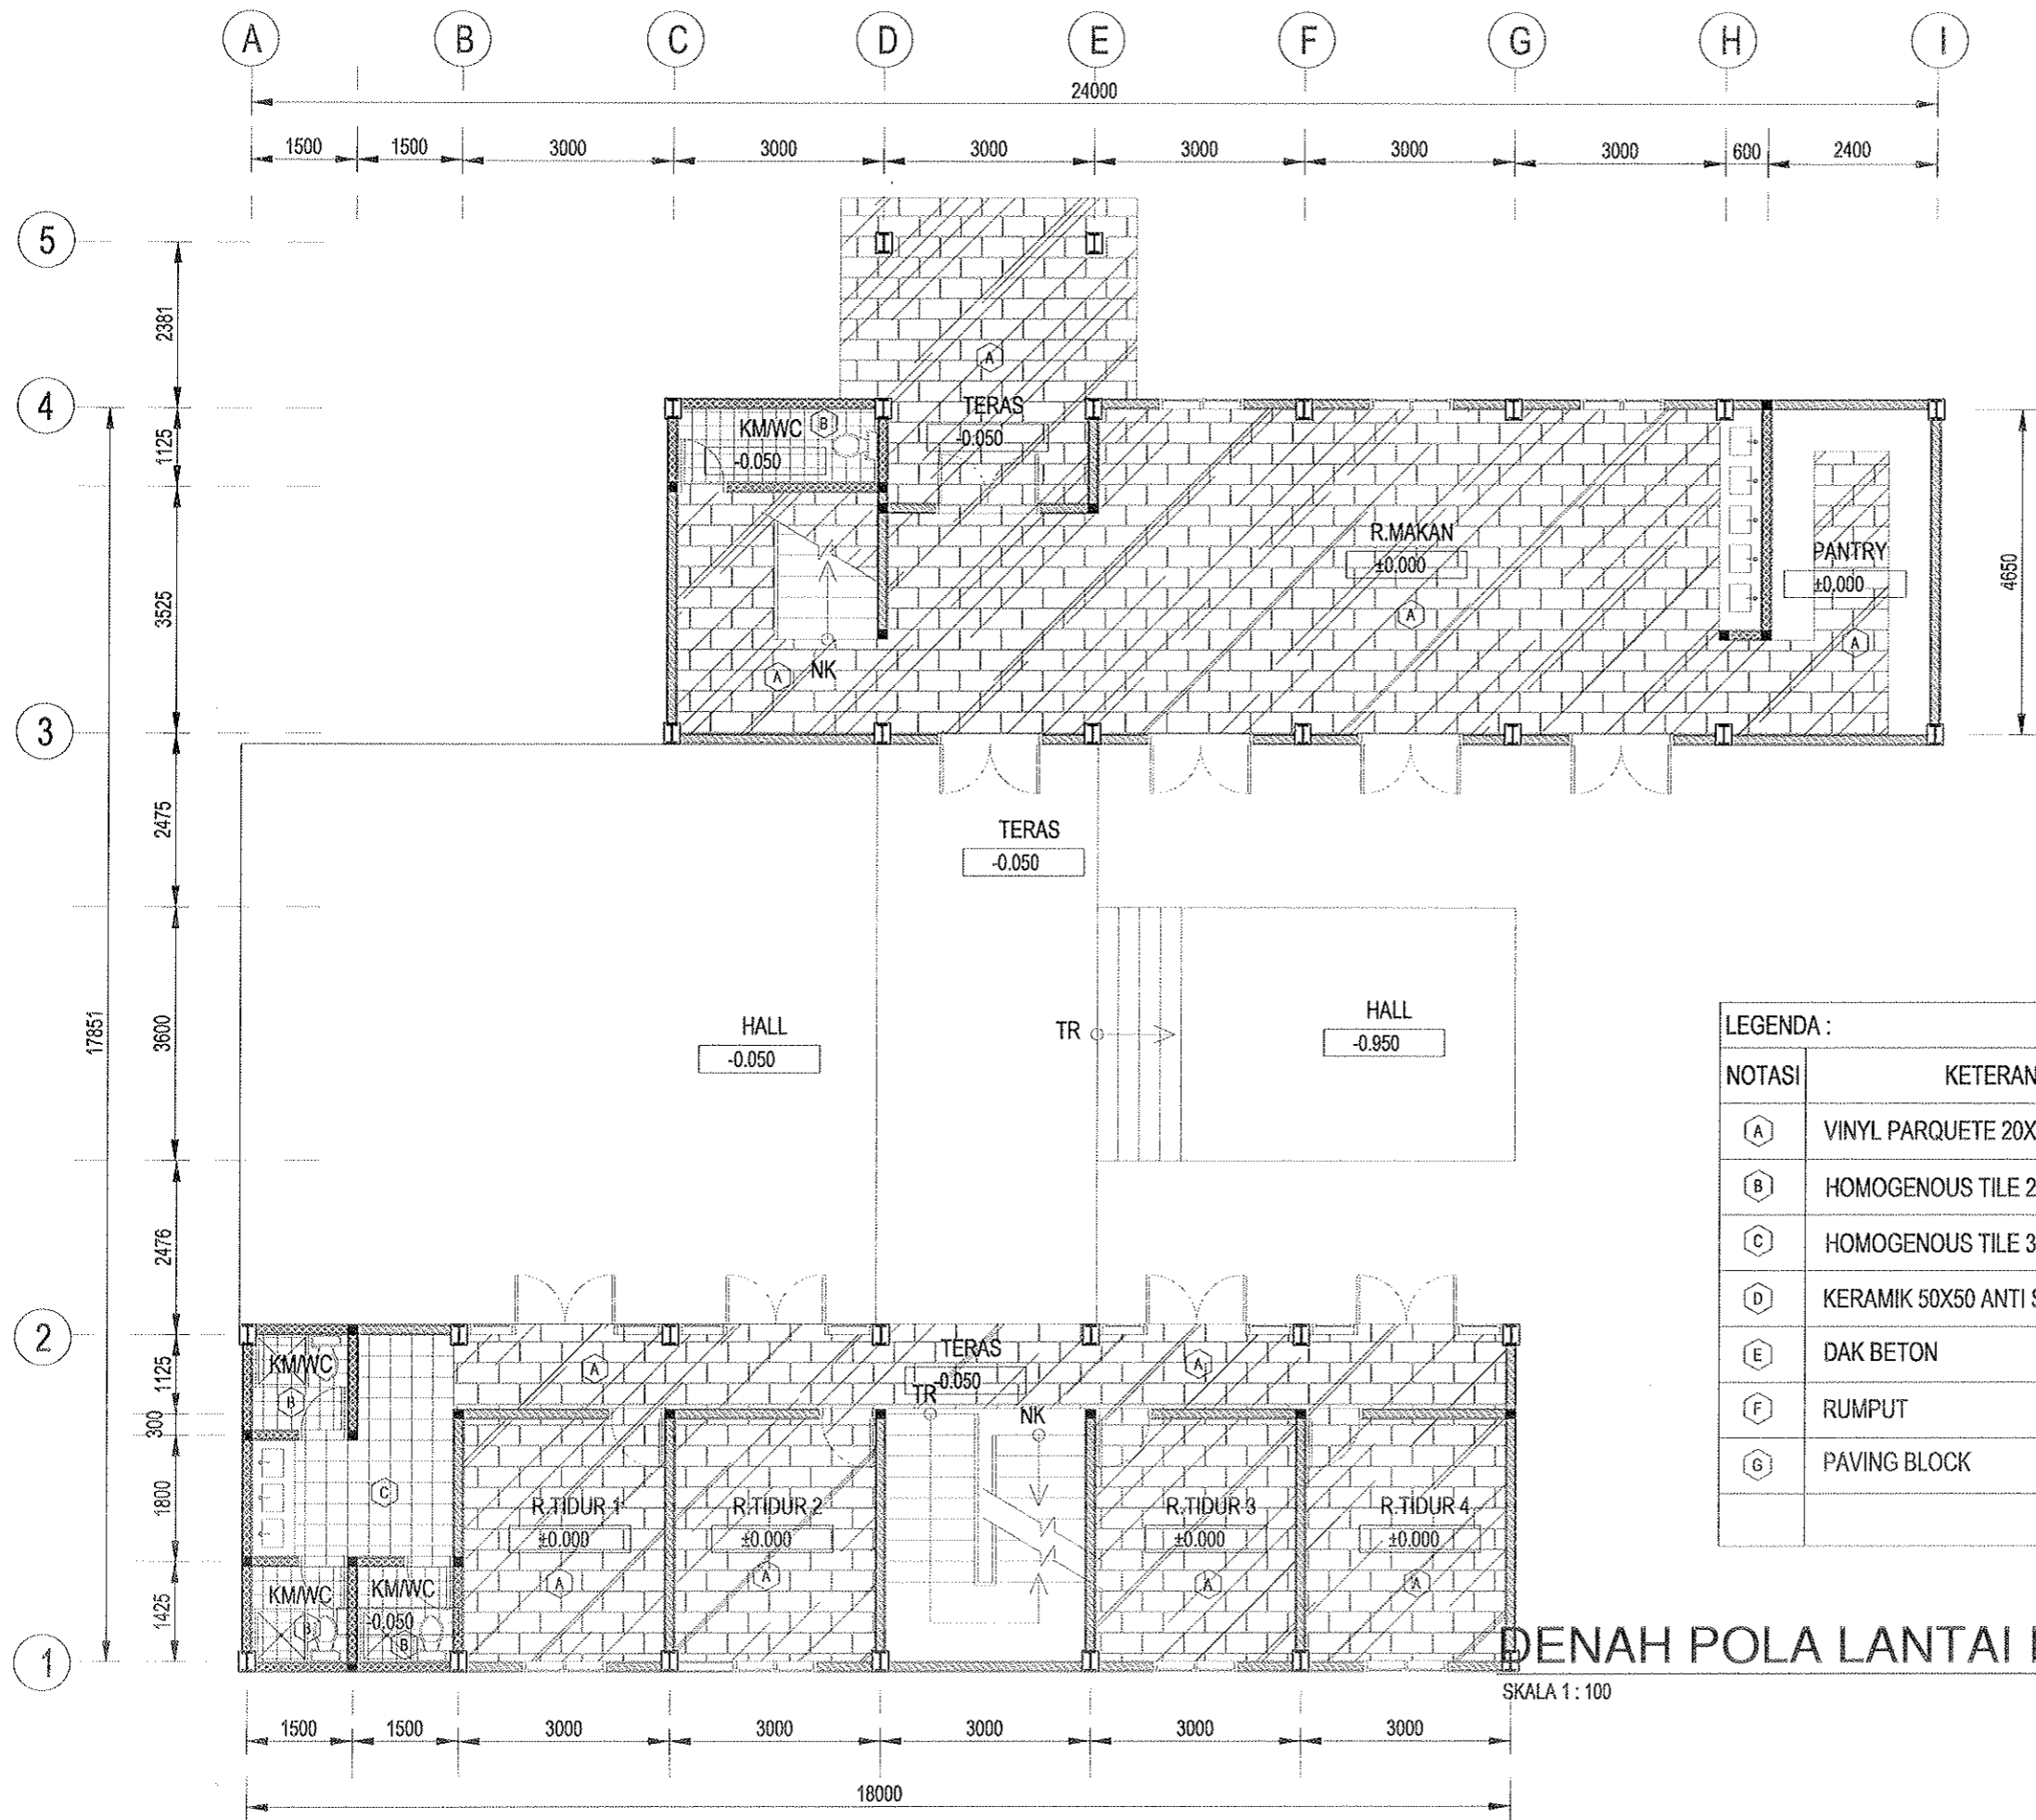 A B C D E F G H I
24000
1500 1500 3000 3000 3000 3000 3000 3000 600 2400
5
2381
A
4
TERAS
-0.050
KM/WC B
-0.050
1125
R.MAKAN
±0.000
A
PANTRY
±0.000
A
4650
3525
A NK
3
2475
TERAS
-0.050
17851
3600
HALL
-0.050
TR
HALL
-0.950
LEGENDA :
NOTASI KETERAN
A VINYL PARQUETE 20X
B HOMOGENOUS TILE 2
C HOMOGENOUS TILE 3
D KERAMIK 50X50 ANTI S
E DAK BETON
F RUMPUT
G PAVING BLOCK
2476
2
KM/WC
B
A
TERAS
-0.050
A
1125
TR NK
300
1800
C
R.TIDUR 1
±0.000
A
R.TIDUR 2
±0.000
A
R.TIDUR 3
±0.000
A
R.TIDUR 4
±0.000
A
1425
KM/WC
B
KM/WC
-0.050
B
1
DENAH POLA LANTAI
SKALA 1 : 100
1500 1500 3000 3000 3000 3000 3000
18000